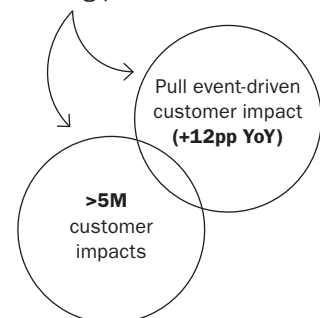 Pull event-driven
customer impact
(+12pp YoY)
>5M
customer
impacts